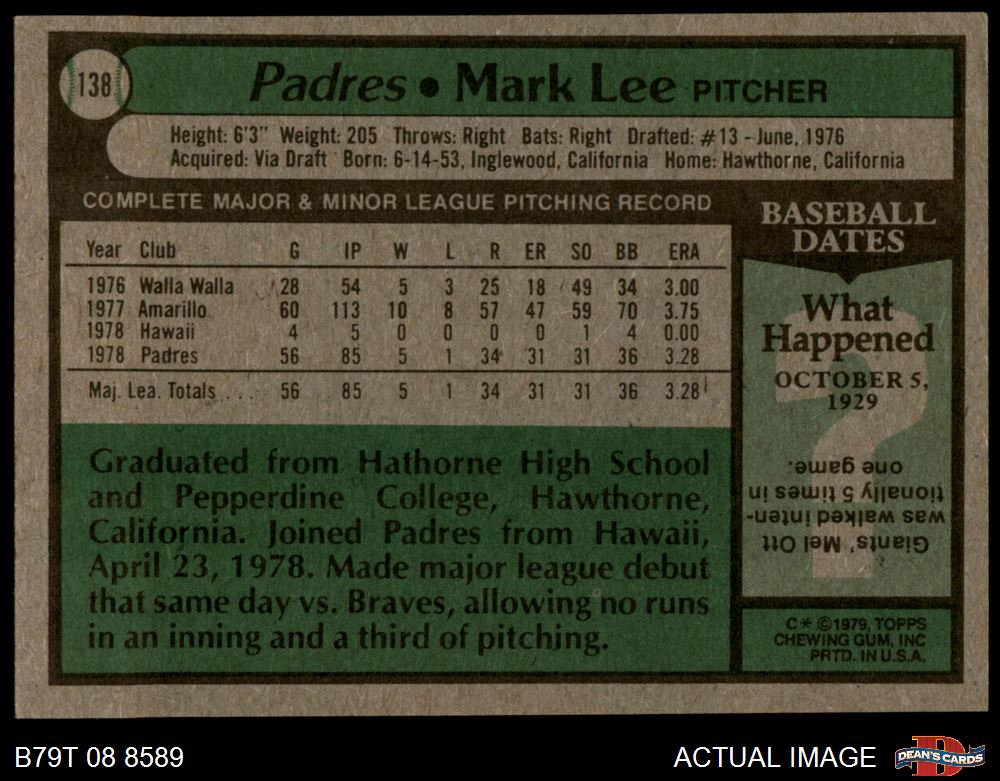 138
Padres • Mark Lee PITCHER
Height: 6'3" Weight: 205 Throws: Right Bats: Right Drafted: #13 - June, 1976
Acquired: Via Draft Born: 6-14-53, Inglewood, California Home: Hawthorne, California
COMPLETE MAJOR & MINOR LEAGUE PITCHING RECORD
Year Club G IP W L R ER SO BB ERA
1976 Walla Walla 28 54 5 3 25 18 49 34 3.00
1977 Amarillo 60 113 10 8 57 47 59 70 3.75
1978 Hawaii 4 5 0 0 0 0 1 4 0.00
1978 Padres 56 85 5 1 34 31 31 36 3.28
Maj. Lea. Totals . . . 56 85 5 1 34 31 31 36 3.28
Graduated from Hathorne High School
and Pepperdine College, Hawthorne,
California. Joined Padres from Hawaii,
April 23, 1978. Made major league debut
that same day vs. Braves, allowing no runs
in an inning and a third of pitching.
BASEBALL
DATES
What
Happened
OCTOBER 5,
1929
Giants' Mel Ott
was walked inten-
tionally 5 times in
one game.
C* ©1979, TOPPS
CHEWING GUM, INC
PRTD. IN U.S.A.
B79T 08 8589
ACTUAL IMAGE
D
DEAN'S CARDS